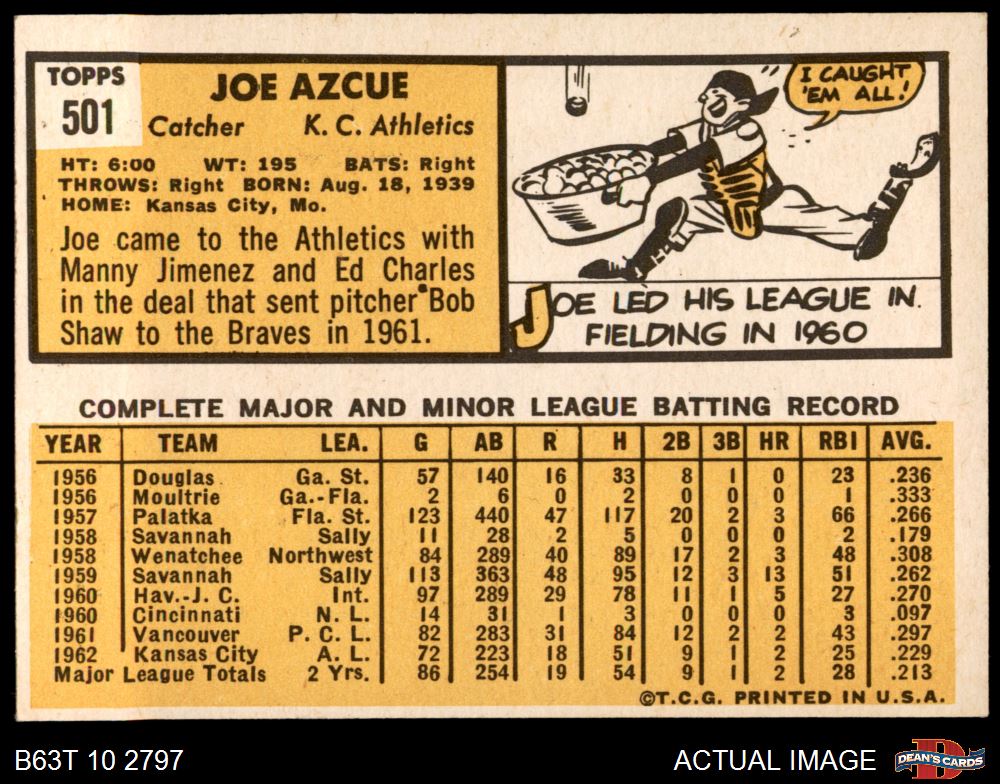 TOPPS
501
JOE AZCUE
Catcher K. C. Athletics
HT: 6:00 WT: 195 BATS: Right
THROWS: Right BORN: Aug. 18, 1939
HOME: Kansas City, Mo.
Joe came to the Athletics with
Manny Jimenez and Ed Charles
in the deal that sent pitcher Bob
Shaw to the Braves in 1961.
I CAUGHT
'EM ALL!
JOE LED HIS LEAGUE IN
FIELDING IN 1960
COMPLETE MAJOR AND MINOR LEAGUE BATTING RECORD
YEAR TEAM LEA. G AB R H 2B 3B HR RBI AVG.
1956 Douglas Ga. St. 57 140 16 33 8 1 0 23 .236
1956 Moultrie Ga.-Fla. 2 6 0 2 0 0 0 1 .333
1957 Palatka Fla. St. 123 440 47 117 20 2 3 66 .266
1958 Savannah Sally 11 28 2 5 0 0 0 2 .179
1958 Wenatchee Northwest 84 289 40 89 17 2 3 48 .308
1959 Savannah Sally 113 363 48 95 12 3 13 51 .262
1960 Hav.-J. C. Int. 97 289 29 78 11 1 5 27 .270
1960 Cincinnati N. L. 14 31 1 3 0 0 0 3 .097
1961 Vancouver P. C. L. 82 283 31 84 12 2 2 43 .297
1962 Kansas City A. L. 72 223 18 51 9 1 2 25 .229
Major League Totals 2 Yrs. 86 254 19 54 9 1 2 28 .213
©T.C.G. PRINTED IN U.S.A.
B63T 10 2797 ACTUAL IMAGE
DEAN'S CARDS